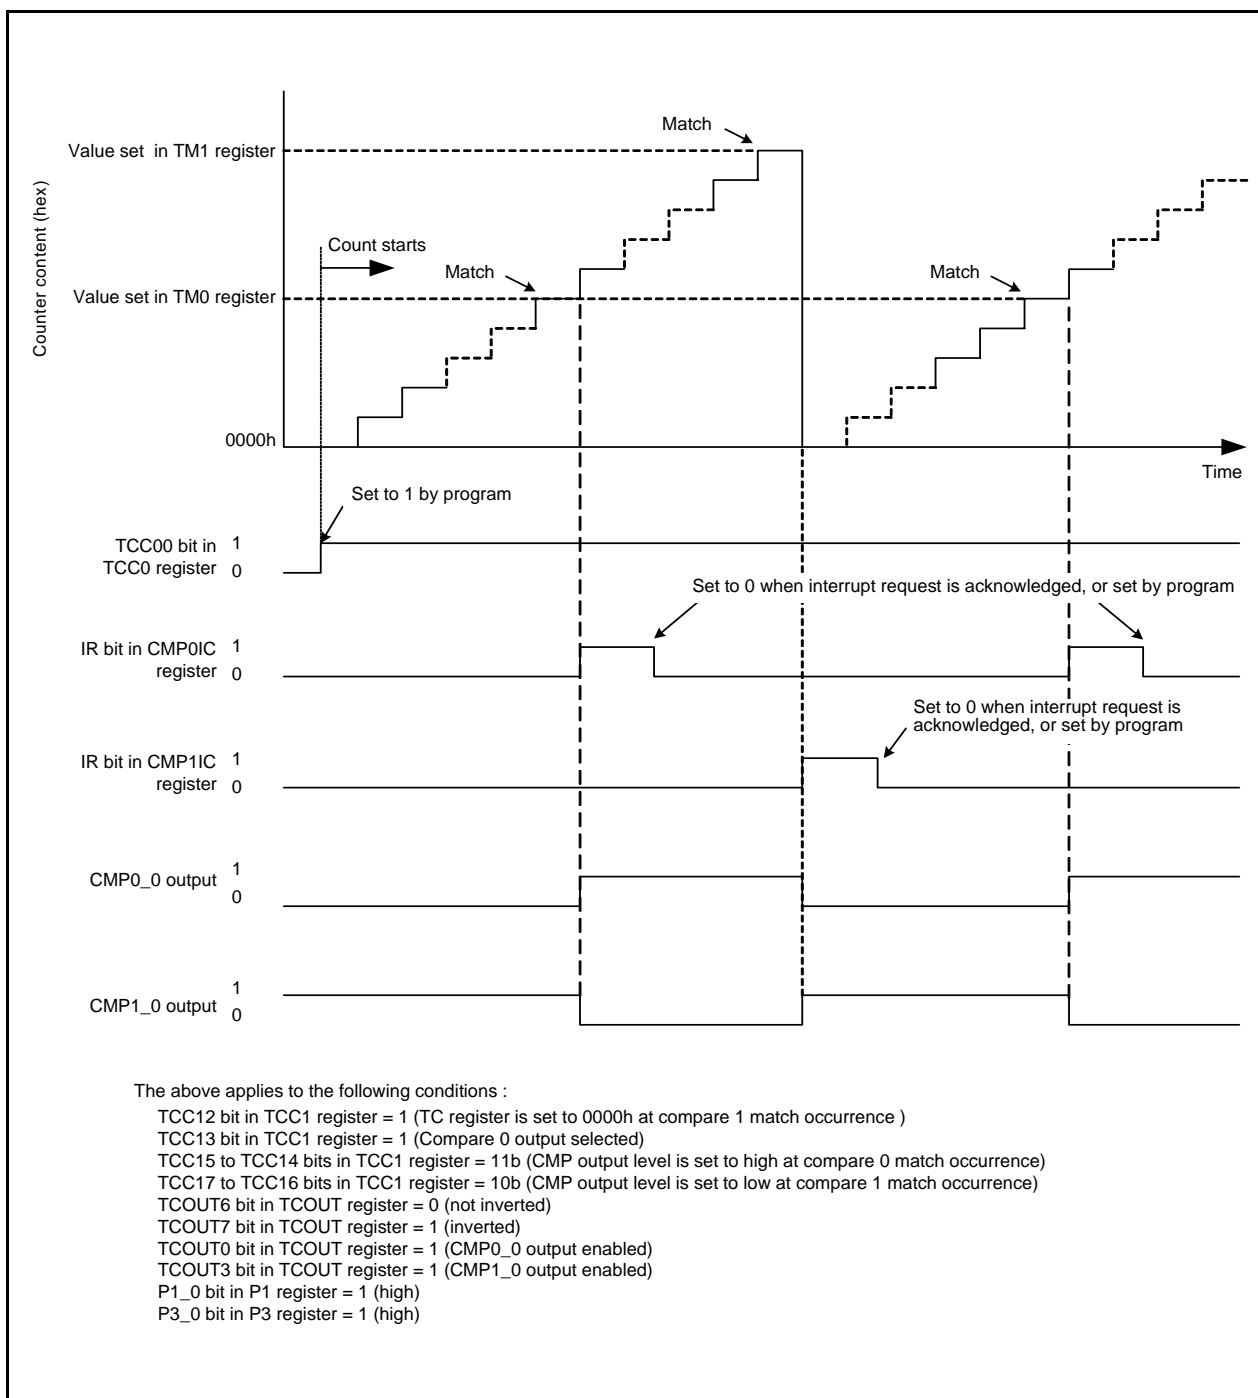 Match
Value set in TM1 register
Counter content (hex)
Count starts
Match
Match
Value set in TM0 register
0000h
Time
Set to 1 by program
TCC00 bit in
TCC0 register
1
0
Set to 0 when interrupt request is acknowledged, or set by program
IR bit in CMP0IC
register
1
0
Set to 0 when interrupt request is
acknowledged, or set by program
IR bit in CMP1IC
register
1
0
CMP0_0 output
1
0
CMP1_0 output
1
0
The above applies to the following conditions :
TCC12 bit in TCC1 register = 1 (TC register is set to 0000h at compare 1 match occurrence )
TCC13 bit in TCC1 register = 1 (Compare 0 output selected)
TCC15 to TCC14 bits in TCC1 register = 11b (CMP output level is set to high at compare 0 match occurrence)
TCC17 to TCC16 bits in TCC1 register = 10b (CMP output level is set to low at compare 1 match occurrence)
TCOUT6 bit in TCOUT register = 0 (not inverted)
TCOUT7 bit in TCOUT register = 1 (inverted)
TCOUT0 bit in TCOUT register = 1 (CMP0_0 output enabled)
TCOUT3 bit in TCOUT register = 1 (CMP1_0 output enabled)
P1_0 bit in P1 register = 1 (high)
P3_0 bit in P3 register = 1 (high)